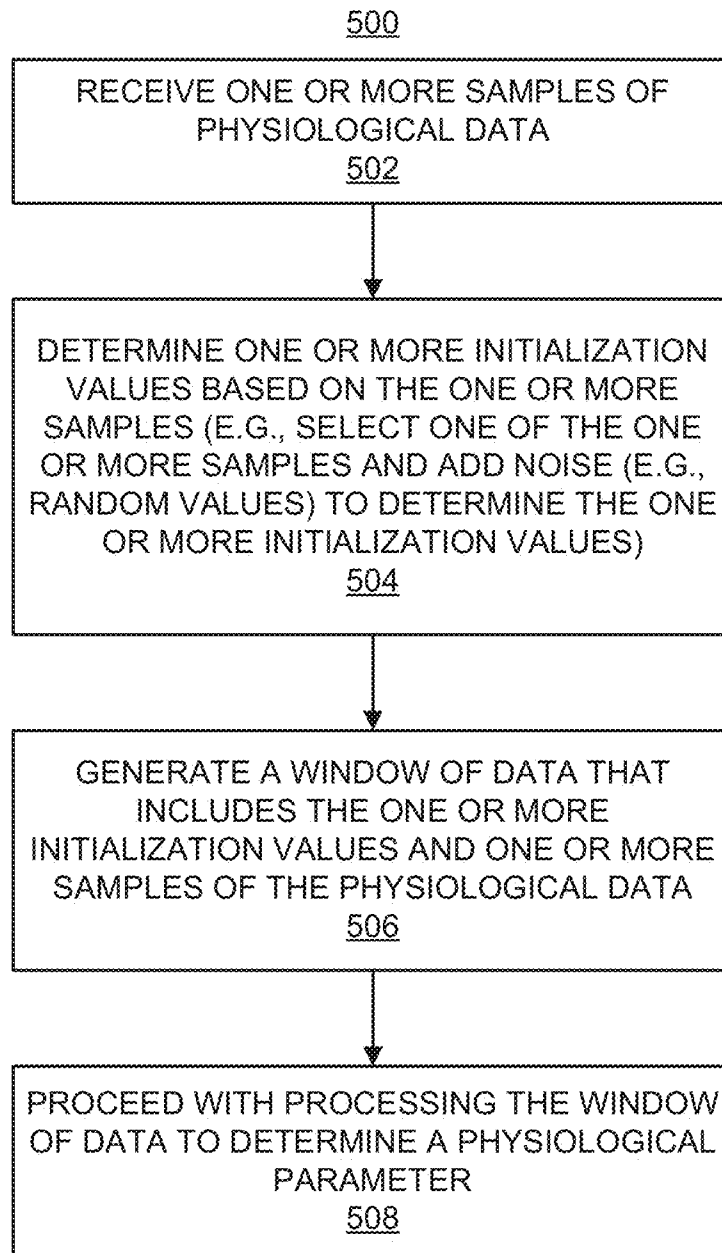 500
RECEIVE ONE OR MORE SAMPLES OF
PHYSIOLOGICAL DATA
502
DETERMINE ONE OR MORE INITIALIZATION
VALUES BASED ON THE ONE OR MORE
SAMPLES (E.G., SELECT ONE OF THE ONE
OR MORE SAMPLES AND ADD NOISE (E.G.,
RANDOM VALUES) TO DETERMINE THE ONE
OR MORE INITIALIZATION VALUES)
504
GENERATE A WINDOW OF DATA THAT
INCLUDES THE ONE OR MORE
INITIALIZATION VALUES AND ONE OR MORE
SAMPLES OF THE PHYSIOLOGICAL DATA
506
PROCEED WITH PROCESSING THE WINDOW
OF DATA TO DETERMINE A PHYSIOLOGICAL
PARAMETER
508